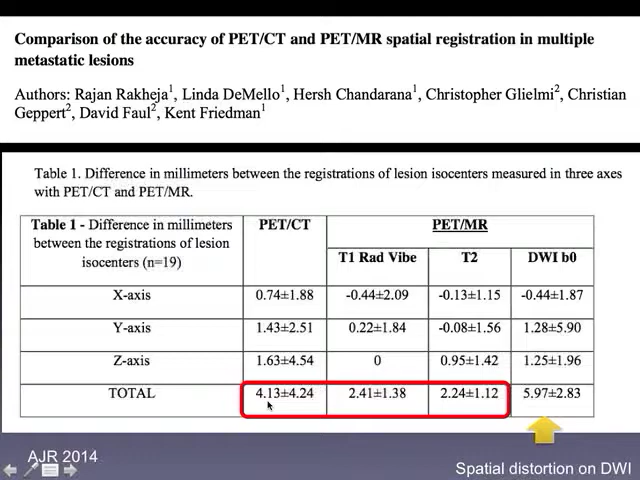 Comparison of the accuracy of PET/CT and PET/MR spatial registration in multiple
metastatic lesions
Authors: Rajan Rakheja1, Linda DeMello1, Hersh Chandarana1, Christopher Glielmi2, Christian
Geppert2, David Faul2, Kent Friedman1
Table 1. Difference in millimeters between the registrations of lesion isocenters measured in three axes
with PET/CT and PET/MR.
Table 1 - Difference in millimeters
between the registrations of lesion
isocenters (n=19)
PET/CT
PET/MR
T1 Rad Vibe T2 DWI b0
X-axis 0.74±1.88 -0.44±2.09 -0.13±1.15 -0.44±1.87
Y-axis 1.43±2.51 0.22±1.84 -0.08±1.56 1.28±5.90
Z-axis 1.63±4.54 0 0.95±1.42 1.25±1.96
TOTAL 4.13±4.24 2.41±1.38 2.24±1.12 5.97±2.83
AJR 2014
Spatial distortion on DWI